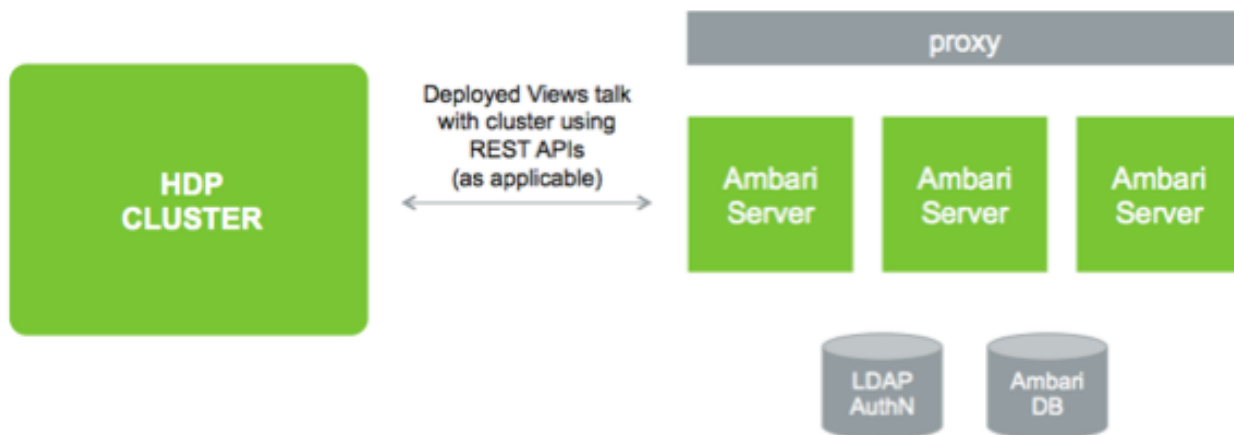 HDP
CLUSTER
Deployed Views talk
with cluster using
REST APIs
(as applicable)
proxy
Ambari
Server
Ambari
Server
Ambari
Server
LDAP
AuthN
Ambari
DB